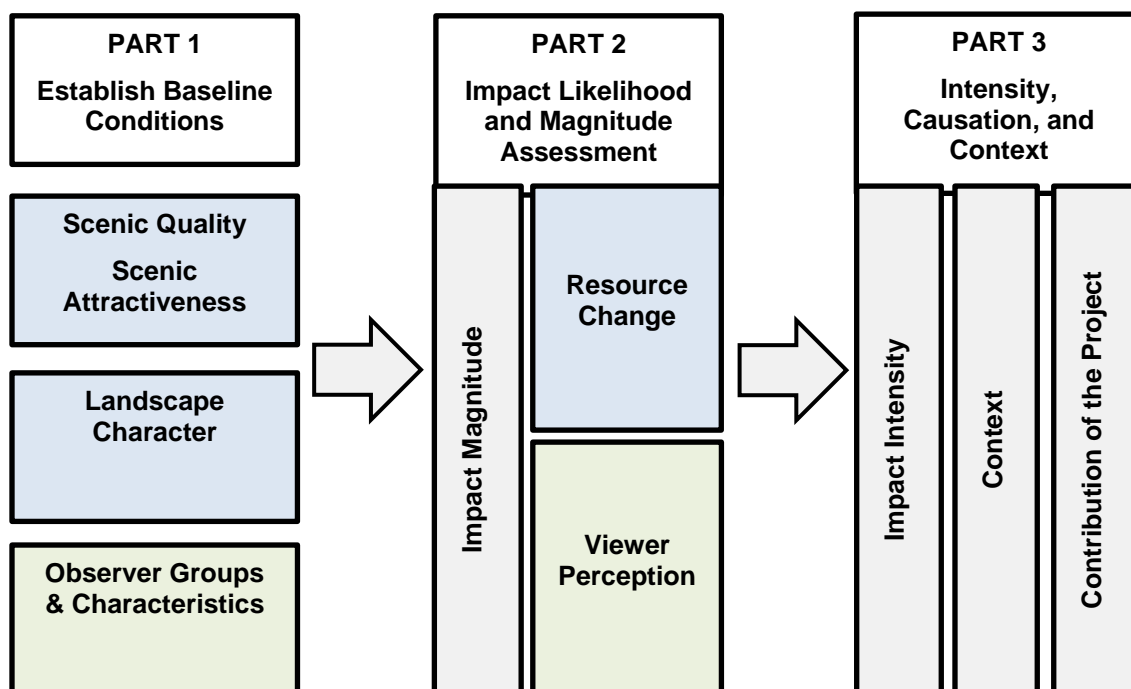 PART 1
Establish Baseline
Conditions
Scenic Quality
Scenic
Attractiveness
Landscape
Character
Observer Groups
& Characteristics
PART 2
Impact Likelihood
and Magnitude
Assessment
Impact Magnitude
Resource
Change
Viewer
Perception
PART 3
Intensity,
Causation, and
Context
Impact Intensity
Context
Contribution of the Project